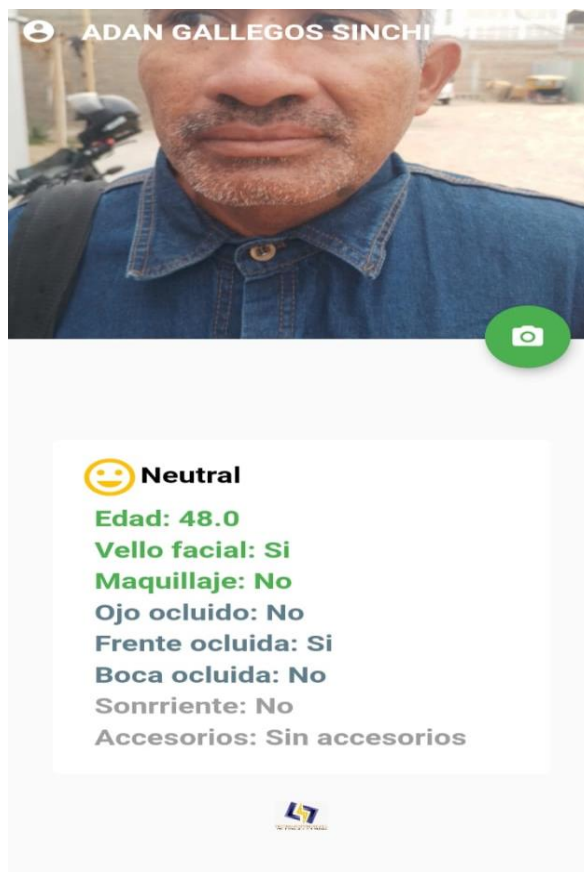 ADAN GALLEGOS SINCHI
Neutral
Edad: 48.0
Vello facial: Si
Maquillaje: No
Ojo ocluido: No
Frente ocluida: Si
Boca ocluida: No
Sonrriente: No
Accesorios: Sin accesorios